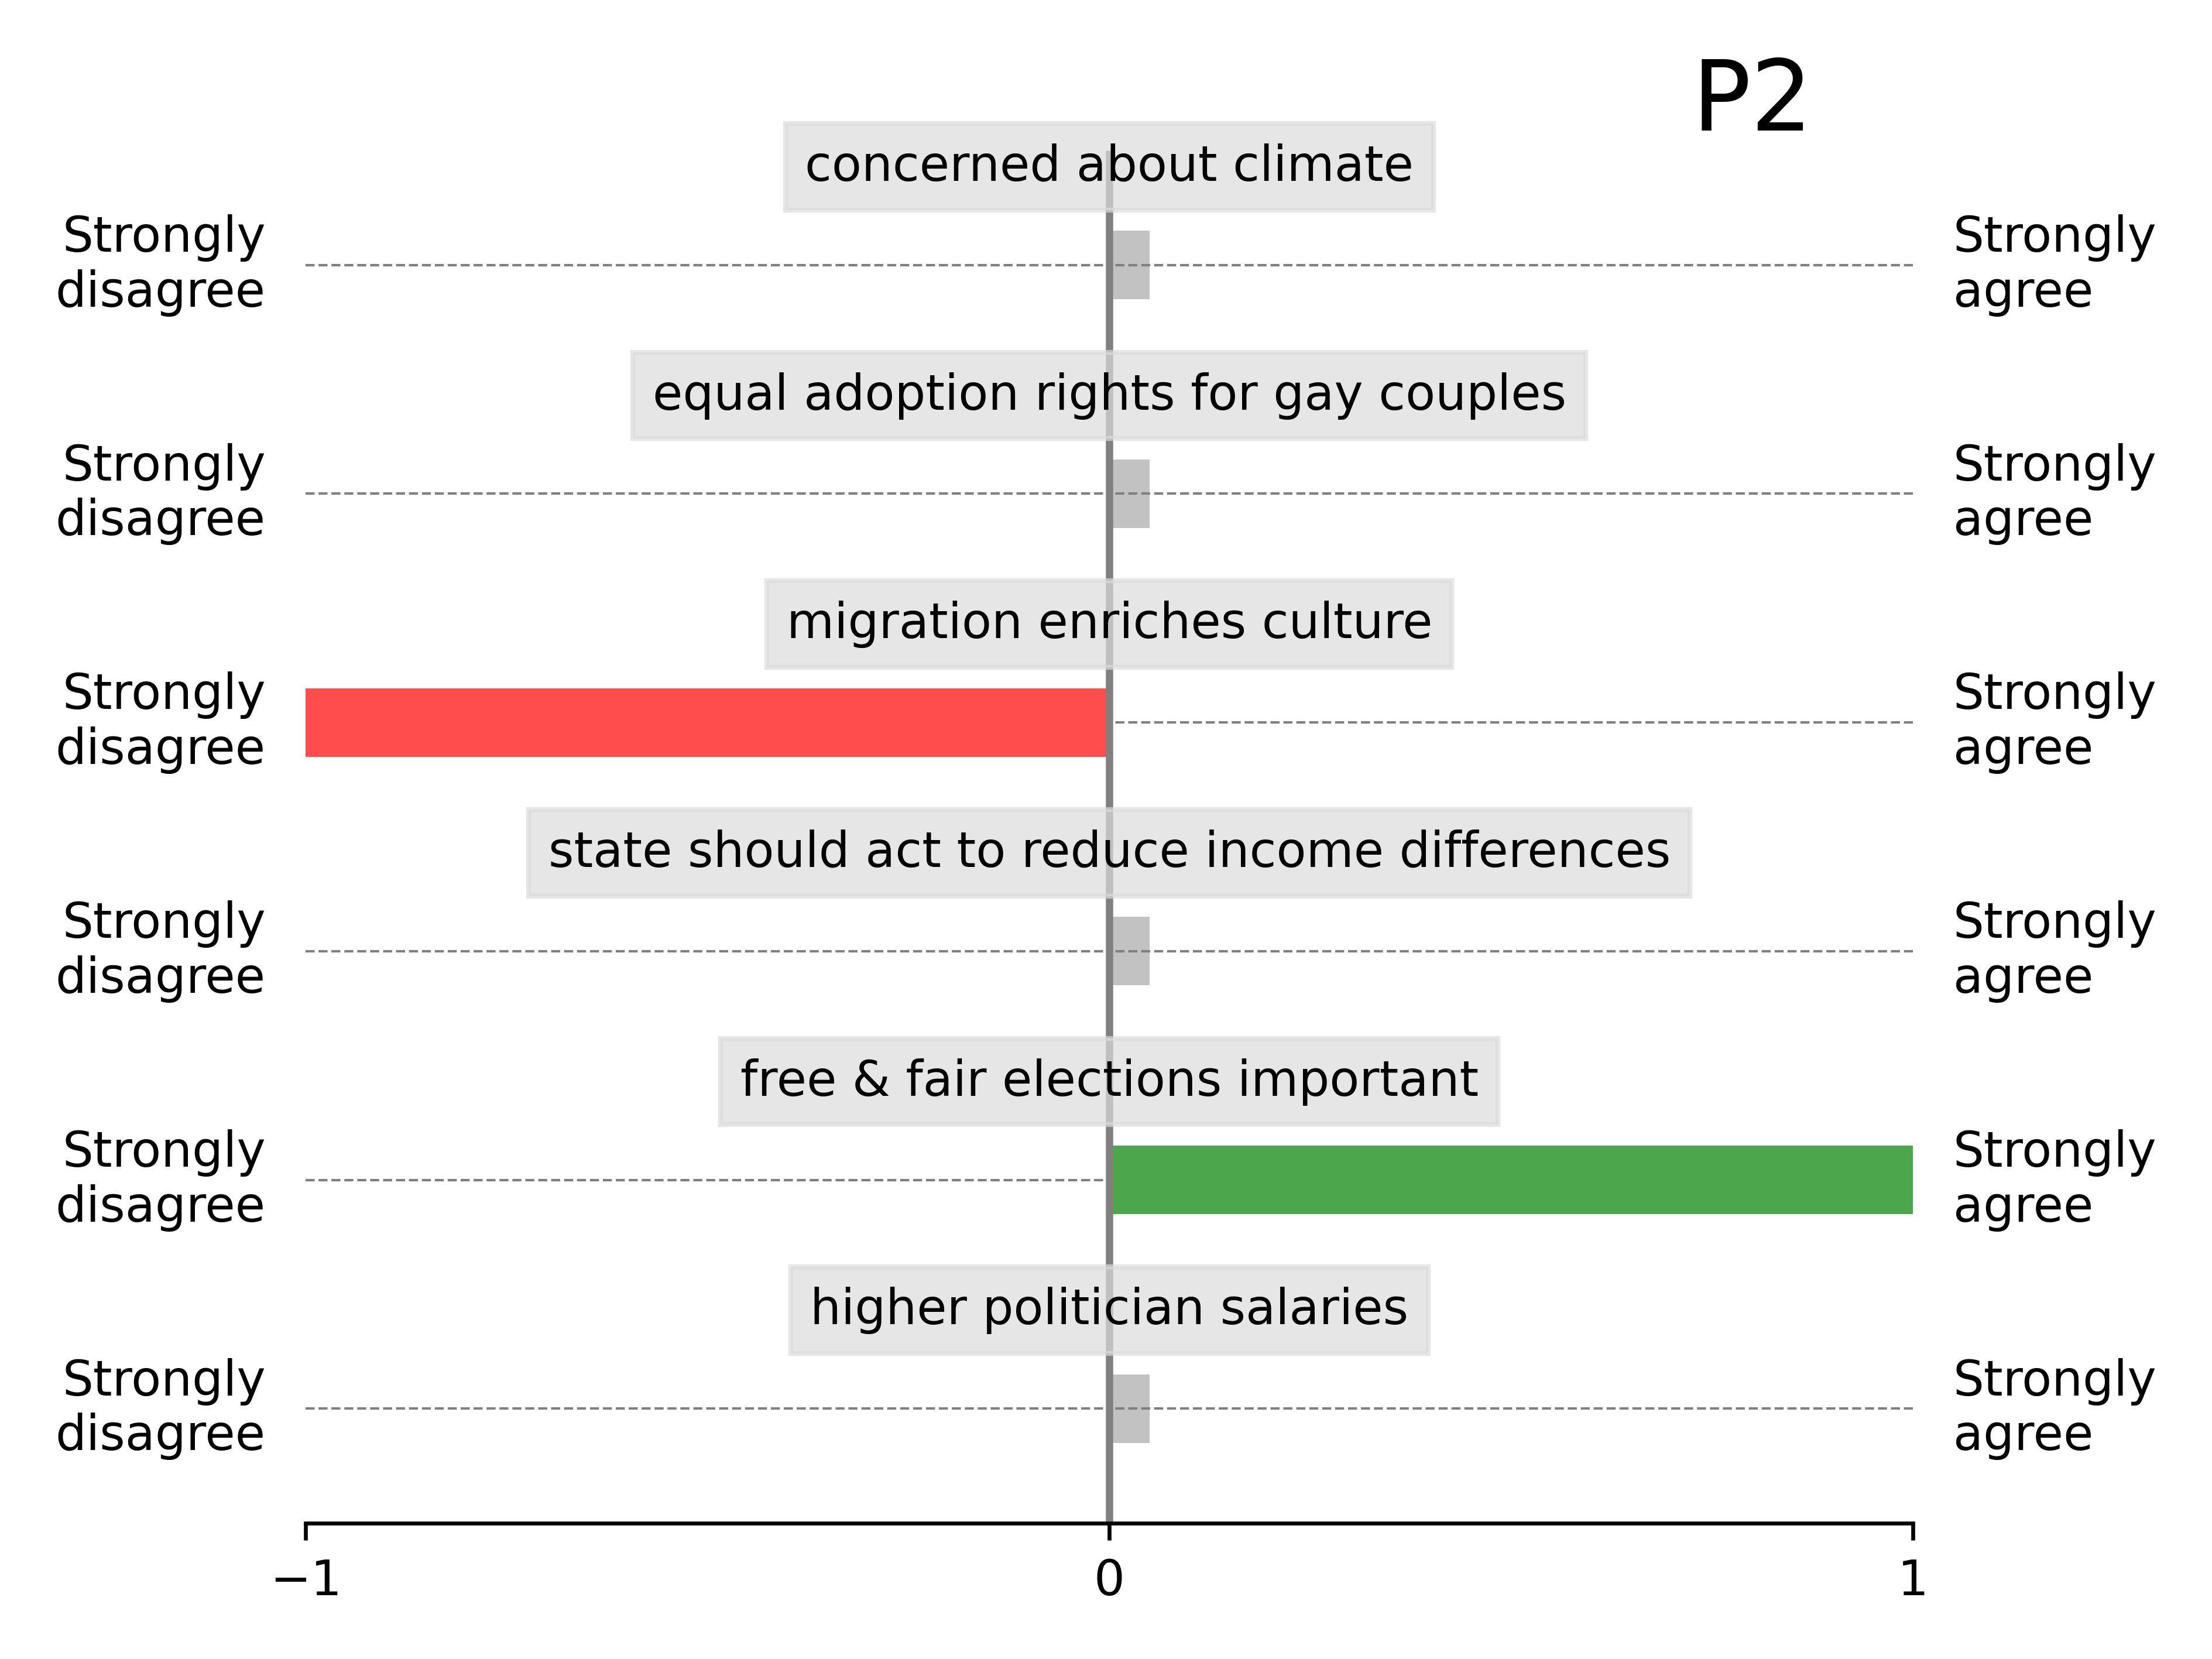 P2
concerned about climate
Strongly
disagree
Strongly
agree
equal adoption rights for gay couples
Strongly
disagree
Strongly
agree
migration enriches culture
Strongly
disagree
Strongly
agree
state should act to reduce income differences
Strongly
disagree
Strongly
agree
free & fair elections important
Strongly
disagree
Strongly
agree
higher politician salaries
Strongly
disagree
Strongly
agree
−1
0
1